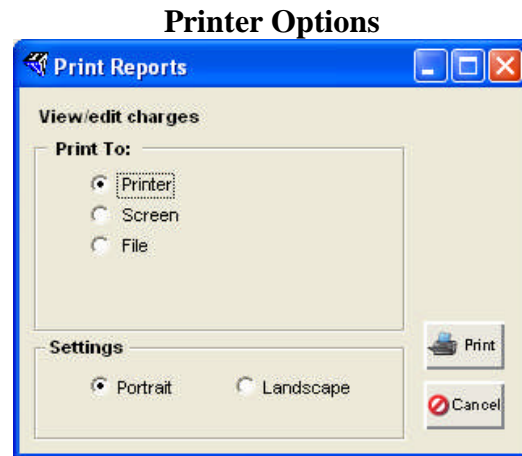 Printer Options
Print Reports
View/edit charges
Print To:
Printer
Screen
File
Settings
Portrait Landscape
Print
Cancel